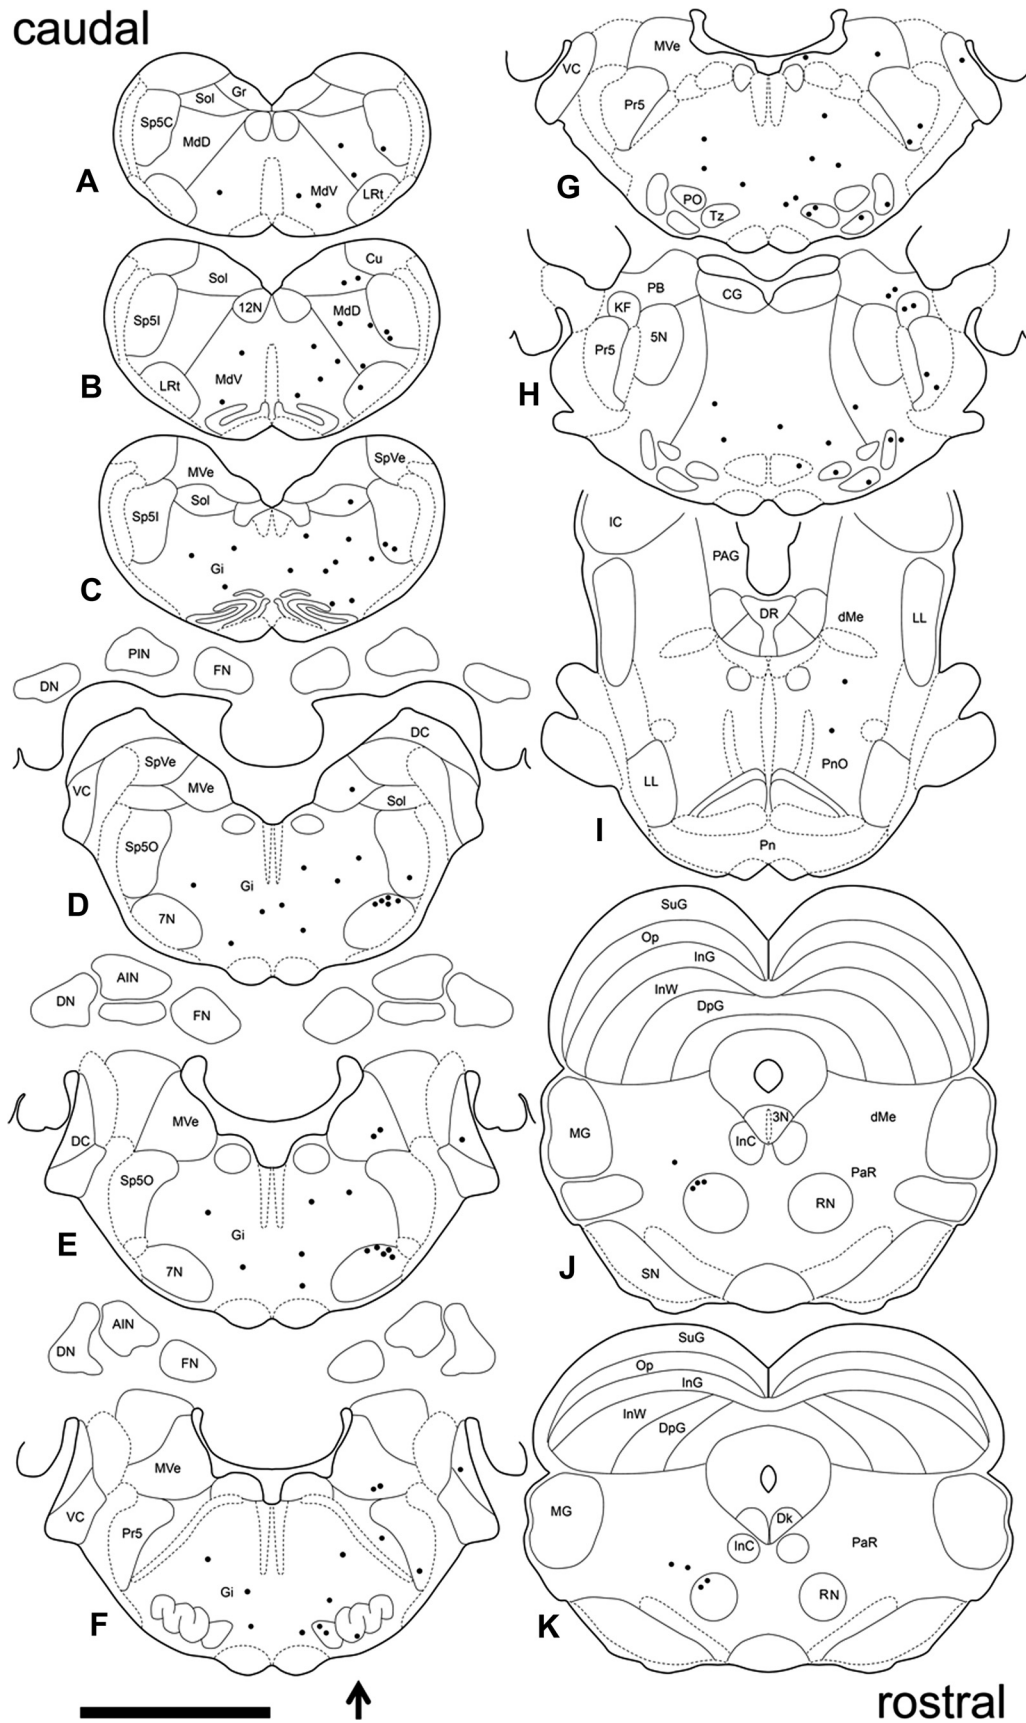 caudal
Sol Gr
Sp5C
MdD
A
MdV LRt
Cu
Sol
12N
MdD
Sp5I
LRt MdV
B
SpVe
MVe
Sol
Sp5I
Gi
C
PIN
FN
DN
DC
SpVe
VC MVe
Sol
Sp5O
Gi
D
7N
AIN
DN
FN
MVe
DC
Sp5O
Gi
E
7N
AIN
DN
FN
MVe
VC
Pr5
Gi
F
MVe
VC
Pr5
G
PO
Tz
PB
CG
KF
Pr5 5N
H
IC
PAG
DR
dMe
LL
LL
PnO
I
Pn
SuG
Op
InG
InW
DpG
3N
dMe
MG
InC
PaR
RN
J
SN
SuG
Op
InG
InW
DpG
MG
Dk
InC
PaR
RN
K
rostral